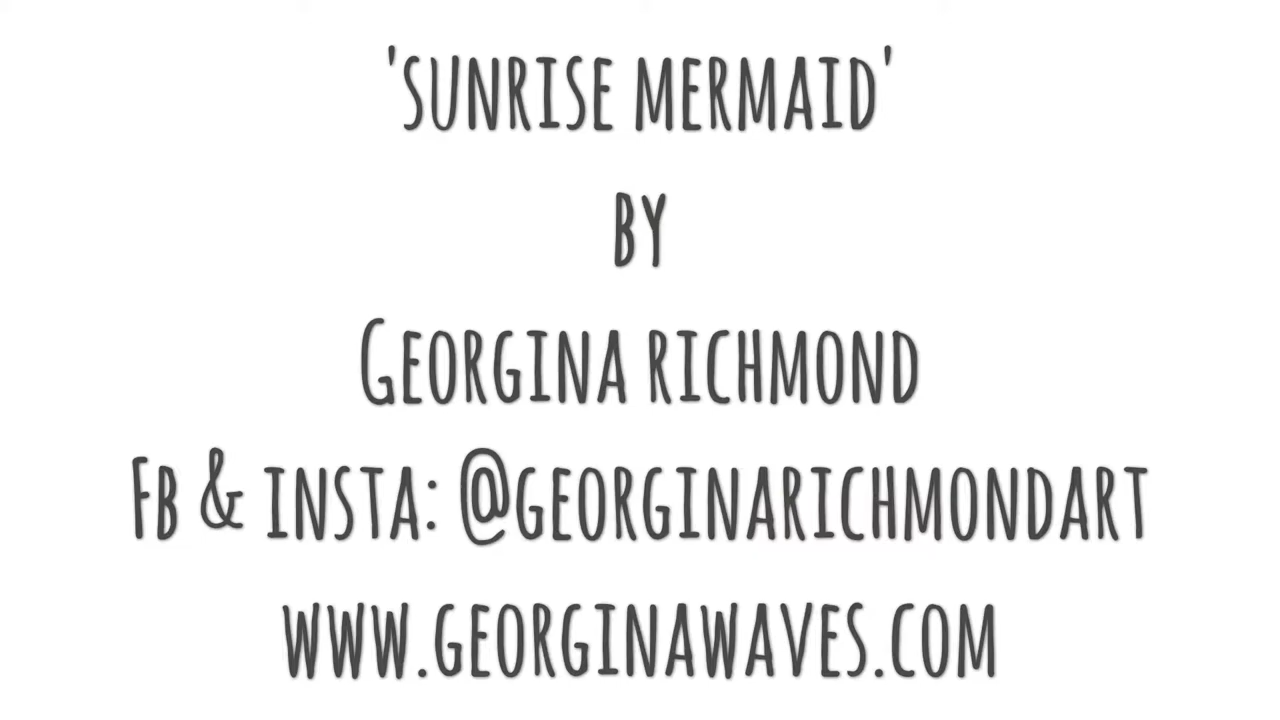 'SUNRISE MERMAID'
BY
GEORGINA RICHMOND
FB & INSTA: @GEORGINARICHMONDART
WWW.GEORGINAWAVES.COM